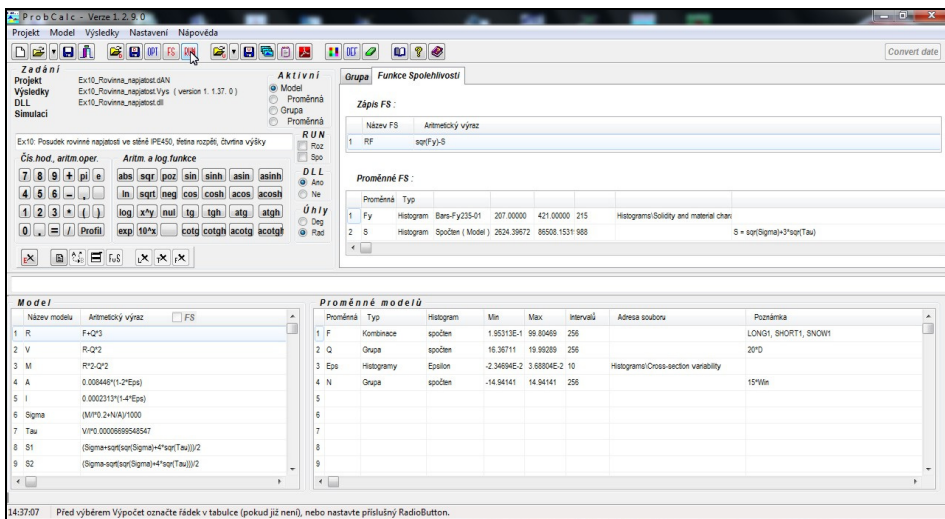 ProbCalc - Verze 1. 2. 9. 0
Projekt Model Výsledky Nastavení Nápověda
OPT FS RUN DEF Convert date
Zadání
Projekt Ex10_Rovinna_napjatost.dAN
Výsledky Ex10_Rovinna_napjatost.Vys ( version 1. 1.37. 0 )
DLL Ex10_Rovinna_napjatost.dll
Simulaci
Aktivní
Model
Proměnná
Grupa
Proměnná
Ex10: Posudek rovinné napjatosti ve stěně IPE450, třetina rozpětí, čtvrtina výšky
RUN
Roz
Spo
DLL
Ano
Ne
Úhly
Deg
Rad
Čís.hod., aritm.oper. Aritm. a log.funkce
7 8 9 + pi e abs sqr poz sin sinh asin asinh
4 5 6 - , ln sqrt neg cos cosh acos acosh
1 2 3 * ( ) log x^y nul tg tgh atg atgh
0 . = / Profil exp 10^x cotg cotgh acotg acotgh
Grupa Funkce Spolehlivosti
Zápis FS :
Název FS Aritmetický výraz
1 RF sqr(Fy)-S
Proměnné FS :
Proměnná Typ
1 Fy Histogram Bars-Fy235-01 207.00000 421.00000 215 Histograms\Solidity and material chara
2 S Histogram Spočten ( Model ) 2624.39672 86508.1531 988 S = sqr(Sigma)+3*sqr(Tau)
Model
Název modelu Aritmetický výraz FS
1 R F+Q*3
2 V R-Q*2
3 M R*2-Q*2
4 A 0.008446*(1-2*Eps)
5 I 0.0002313*(1-4*Eps)
6 Sigma (M/I*0.2+N/A)/1000
7 Tau V/I*0.00006699548547
8 S1 (Sigma+sqrt(sqr(Sigma)+4*sqr(Tau)))/2
9 S2 (Sigma-sqrt(sqr(Sigma)+4*sqr(Tau)))/2
Proměnné modelů
Proměnná Typ Histogram Min Max Intervalů Adresa souboru Poznámka
1 F Kombinace spočten 1.95313E-1 99.80469 256 LONG1, SHORT1, SNOW1
2 Q Grupa spočten 16.36711 19.99289 256 20*D
3 Eps Histogramy Epsilon -2.34694E-2 3.68804E-2 10 Histograms\Cross-section variability
4 N Grupa spočten -14.94141 14.94141 256 15*Win
5
6
7
8
9
14:37:07 Před výběrem Výpočet označte řádek v tabulce (pokud již není), nebo nastavte příslušný RadioButton.